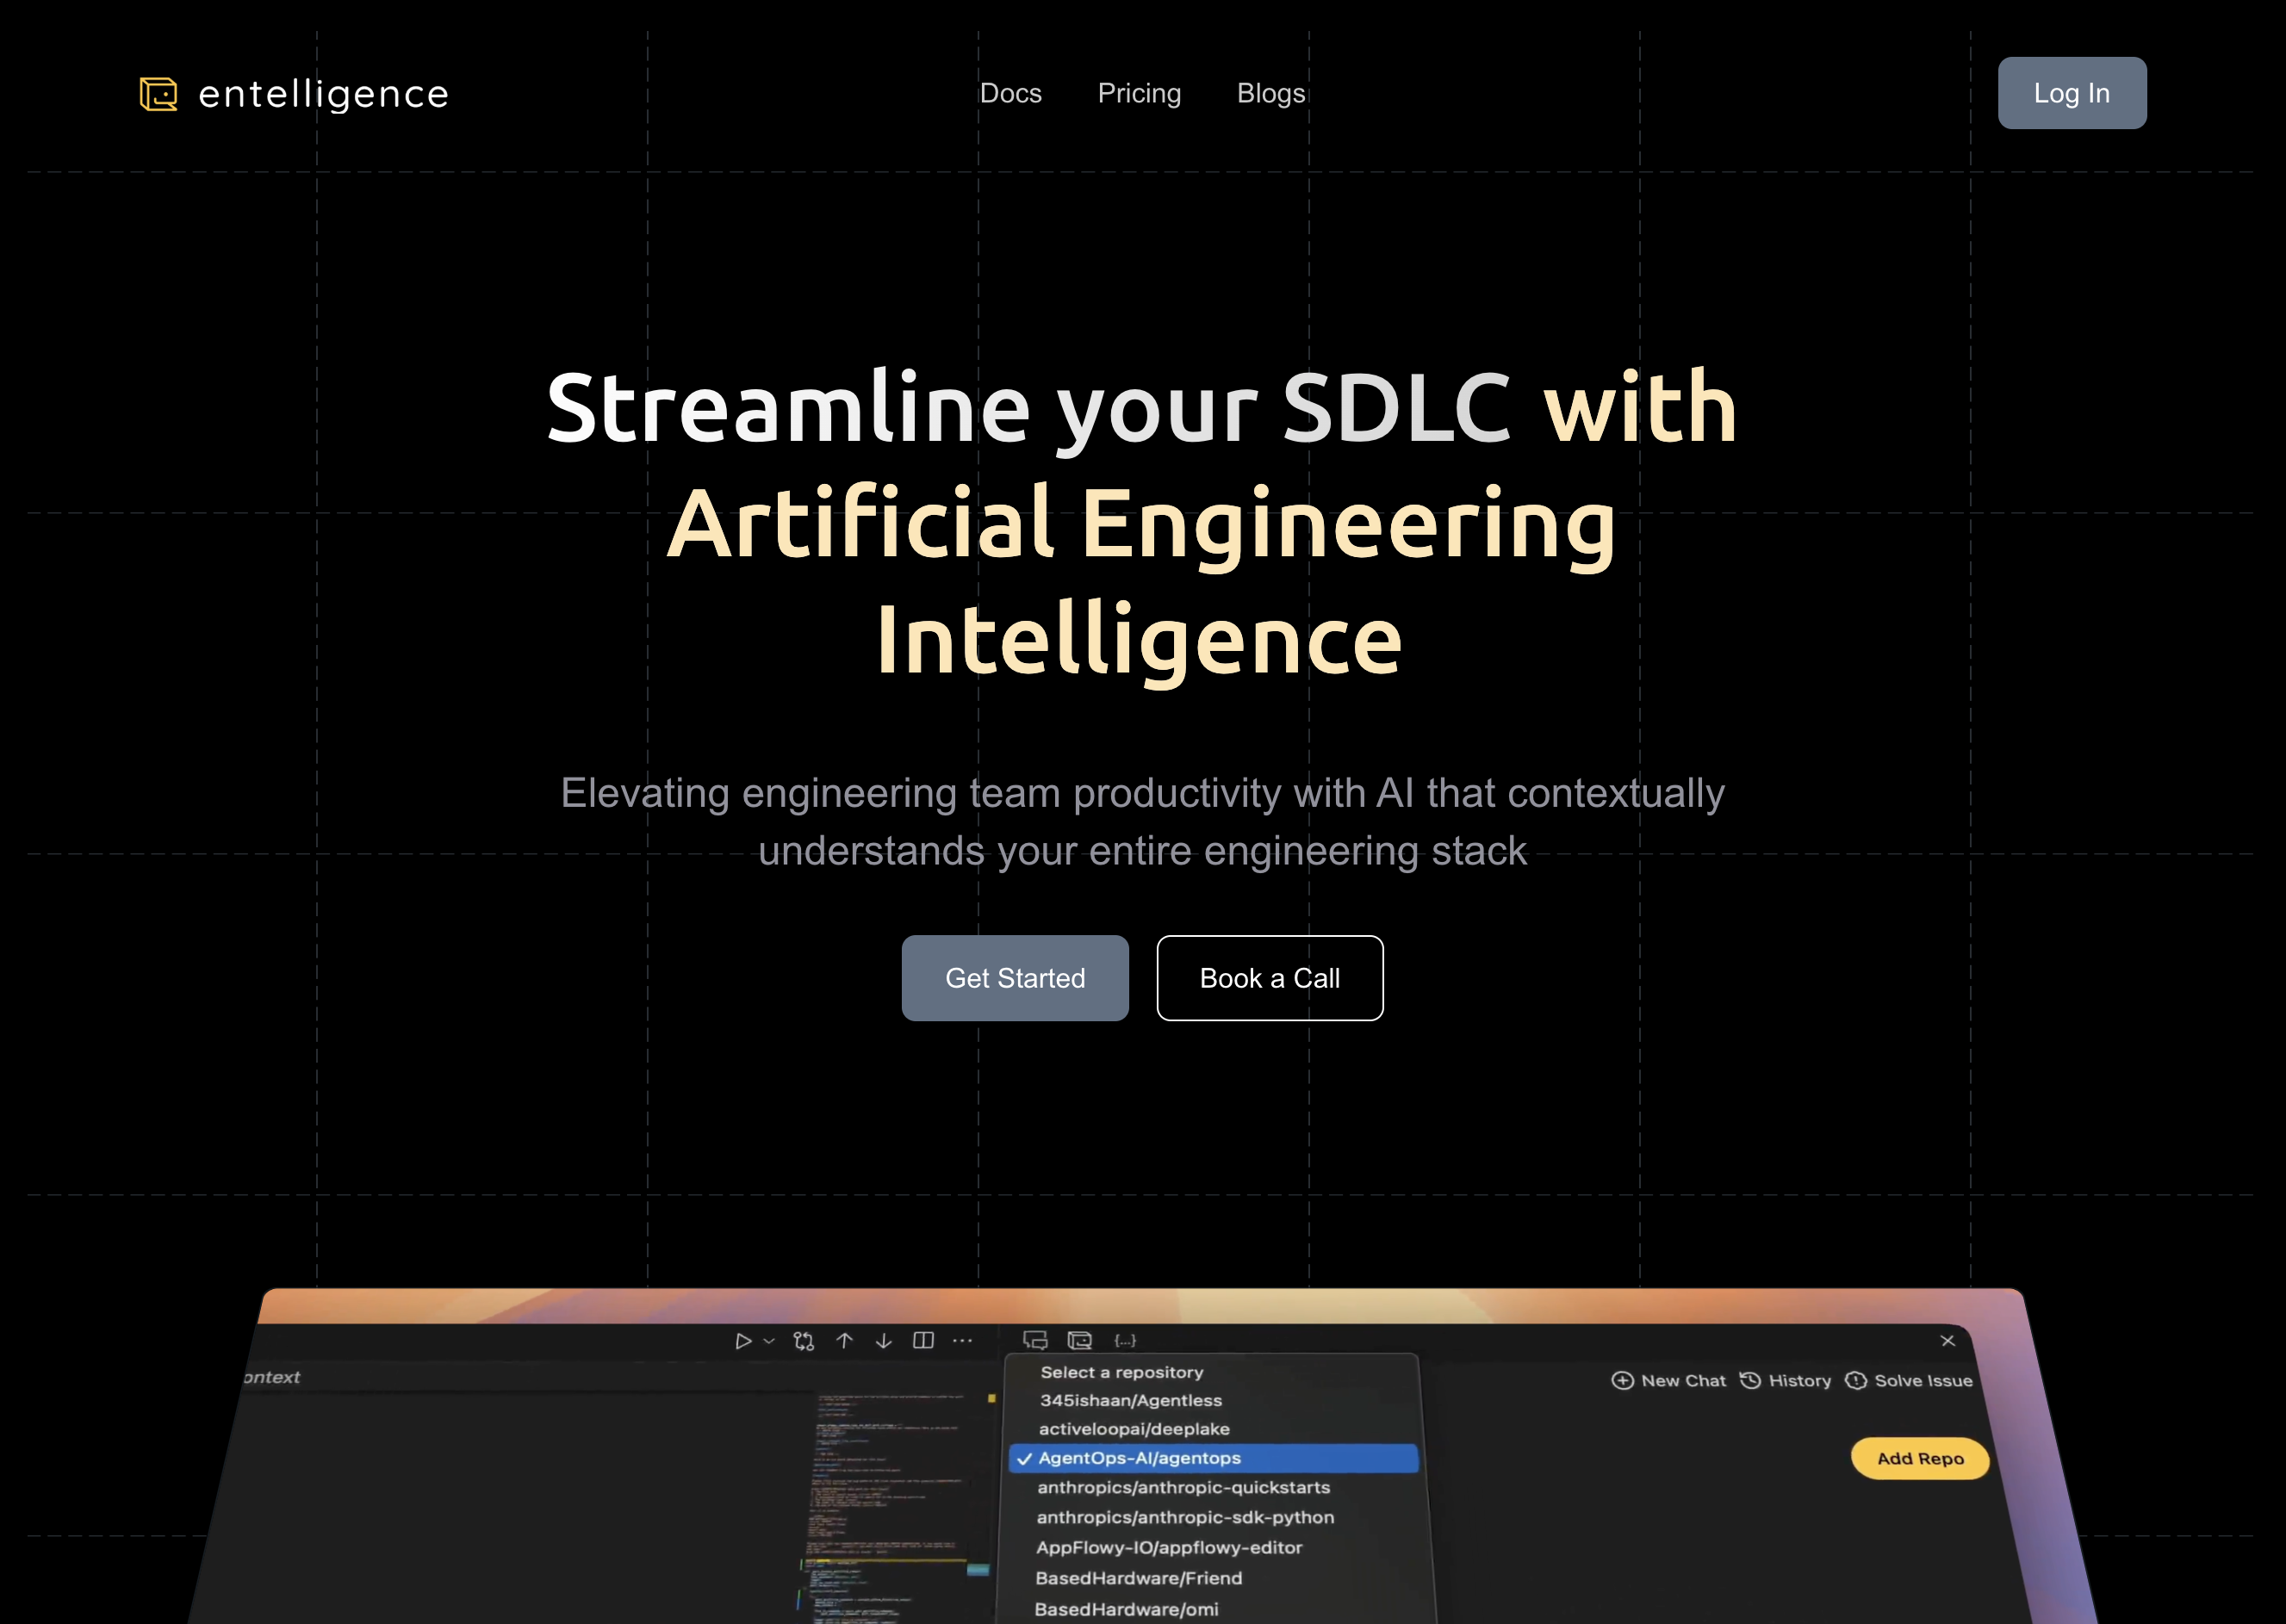 entelligence
Docs
Pricing
Blogs
Log In
Streamline your SDLC with
Artificial Engineering
Intelligence
Elevating engineering team productivity with AI that contextually
understands your entire engineering stack
Get Started
Book a Call
{...}
ontext
Select a repository
345ishaan/Agentless
activeloopai/deeplake
AgentOps-AI/agentops
anthropics/anthropic-quickstarts
anthropics/anthropic-sdk-python
AppFlowy-IO/appflowy-editor
BasedHardware/Friend
BasedHardware/omi
New Chat
History
Solve Issue
Add Repo